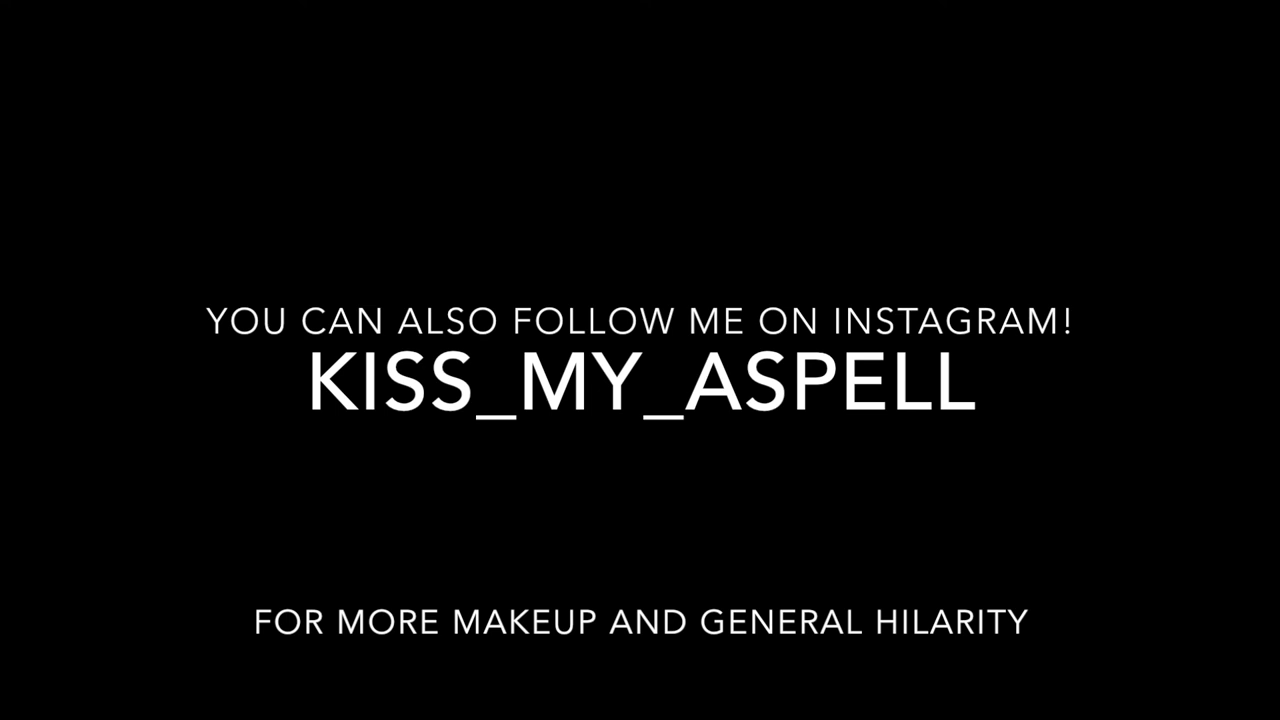 YOU CAN ALSO FOLLOW ME ON INSTAGRAM!
KISS_MY_ASPELL
FOR MORE MAKEUP AND GENERAL HILARITY